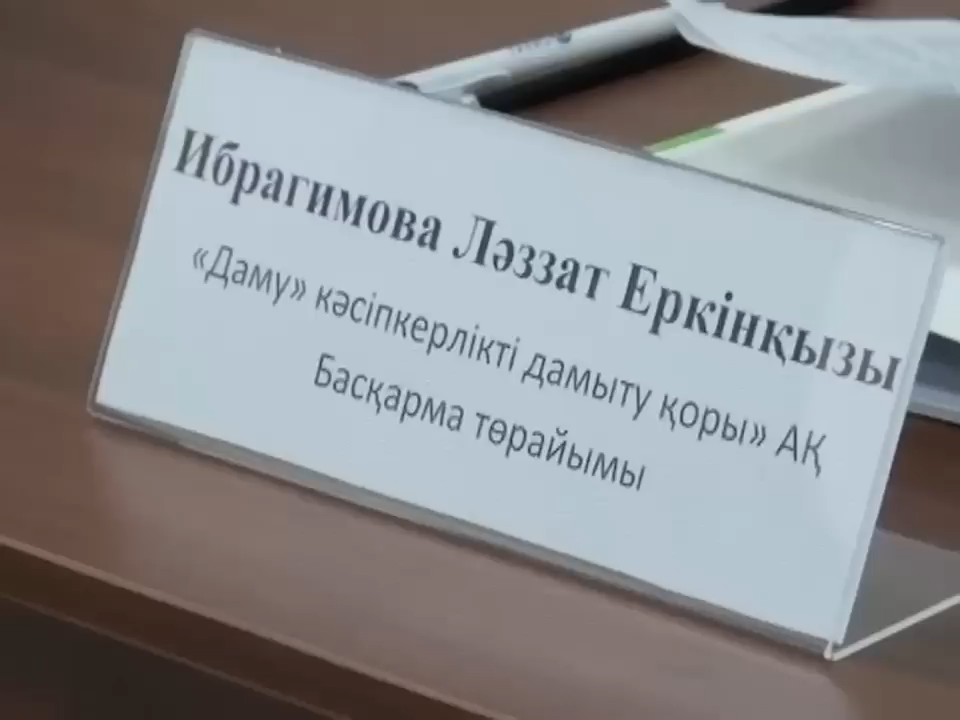 Ибрагимова Ләззат Еркінқызы
«Даму» кәсіпкерлікті дамыту қоры» АҚ
Басқарма төрайымы